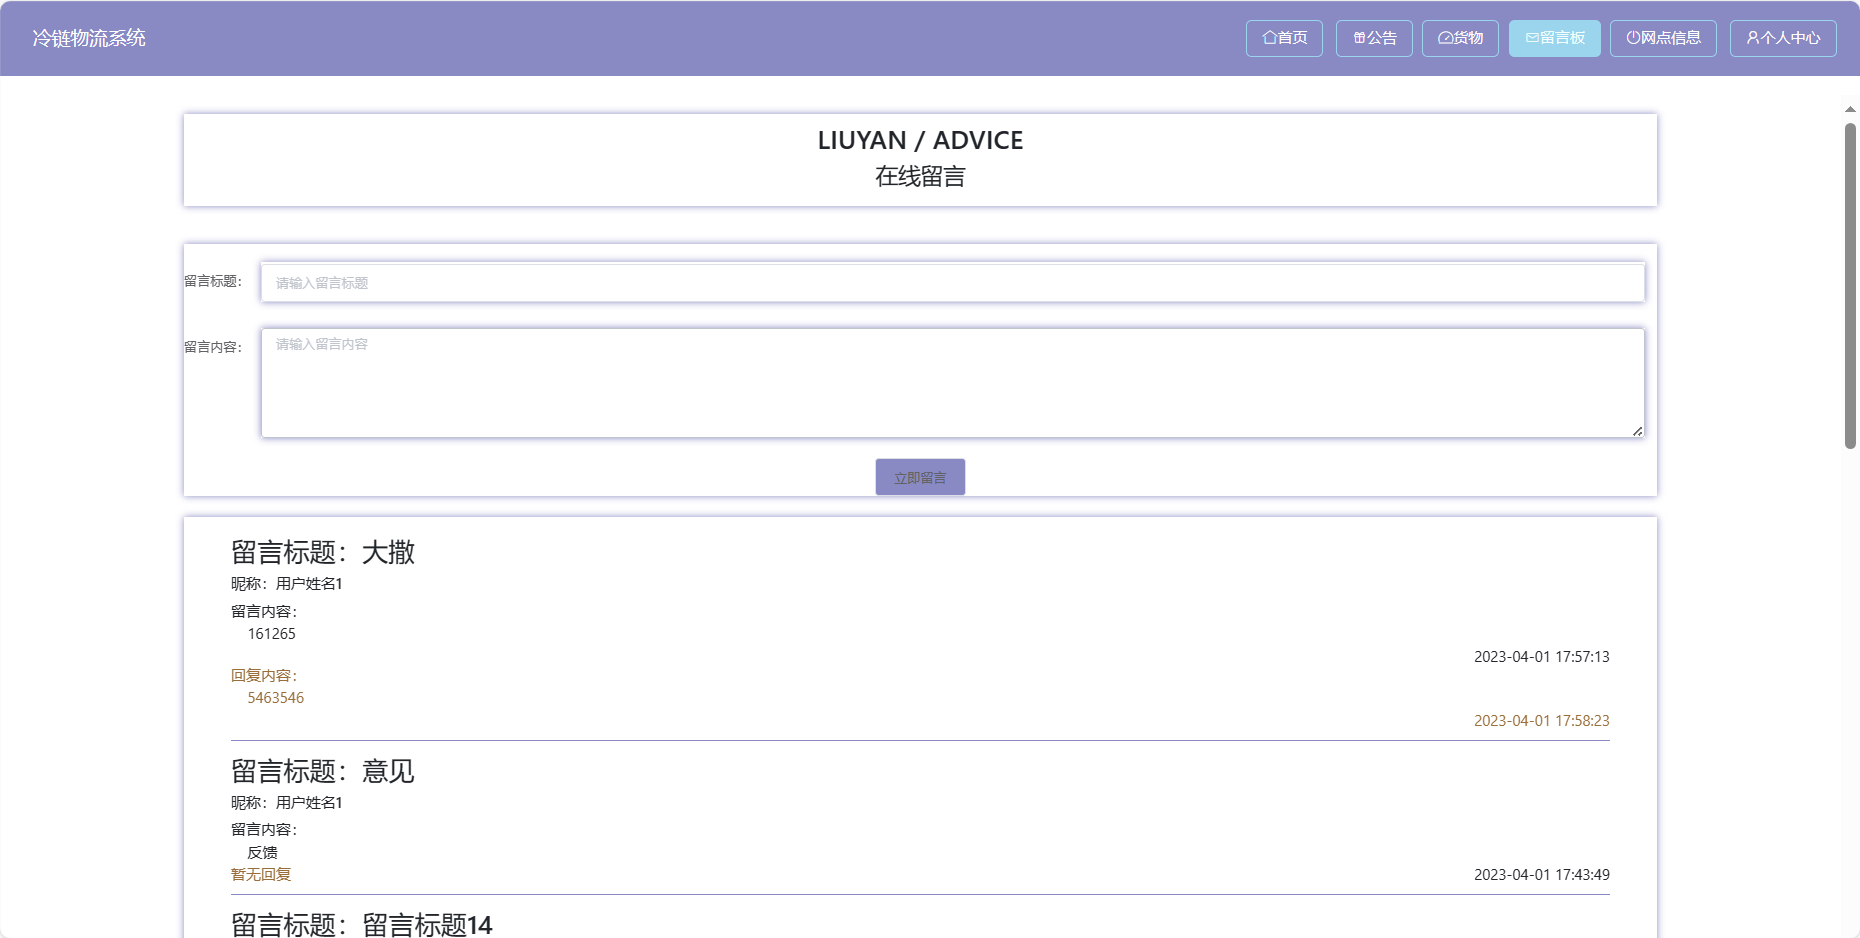 冷链物流系统
首页 公告 货物 留言板 网点信息 个人中心
LIUYAN / ADVICE
在线留言
留言标题：
请输入留言标题
留言内容：
请输入留言内容
立即留言
留言标题：大撒
昵称：用户姓名1
留言内容：
161265
2023-04-01 17:57:13
回复内容：
5463546
2023-04-01 17:58:23
留言标题：意见
昵称：用户姓名1
留言内容：
反馈
暂无回复
2023-04-01 17:43:49
留言标题：留言标题14